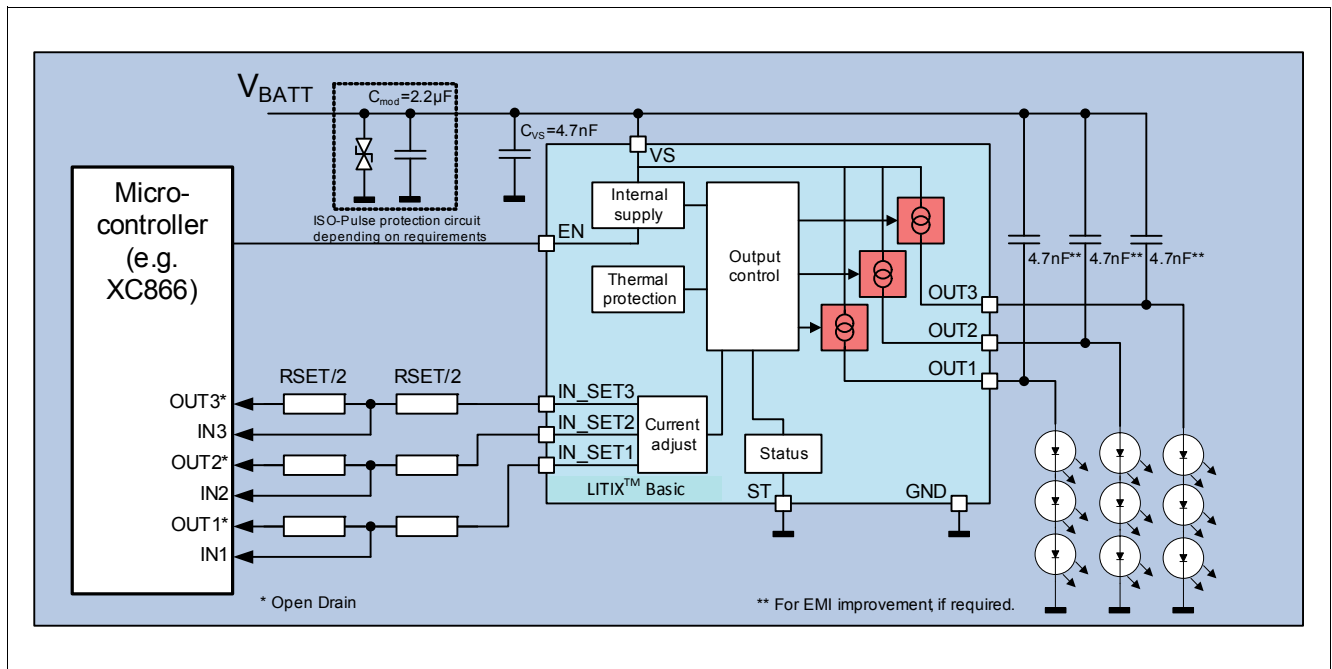 V_BATT
C_mod=2.2µF
C_VS=4.7nF
ISO-Pulse protection circuit
depending on requirements
Micro-
controller
(e.g.
XC866)
VS
Internal
supply
EN
Thermal
protection
Output
control
4.7nF**
4.7nF**
4.7nF**
OUT3
OUT2
OUT1
RSET/2
RSET/2
OUT3*
IN3
OUT2*
IN2
OUT1*
IN1
IN_SET3
IN_SET2
IN_SET1
Current
adjust
Status
LITIX™ Basic
ST
GND
* Open Drain
** For EMI improvement, if required.